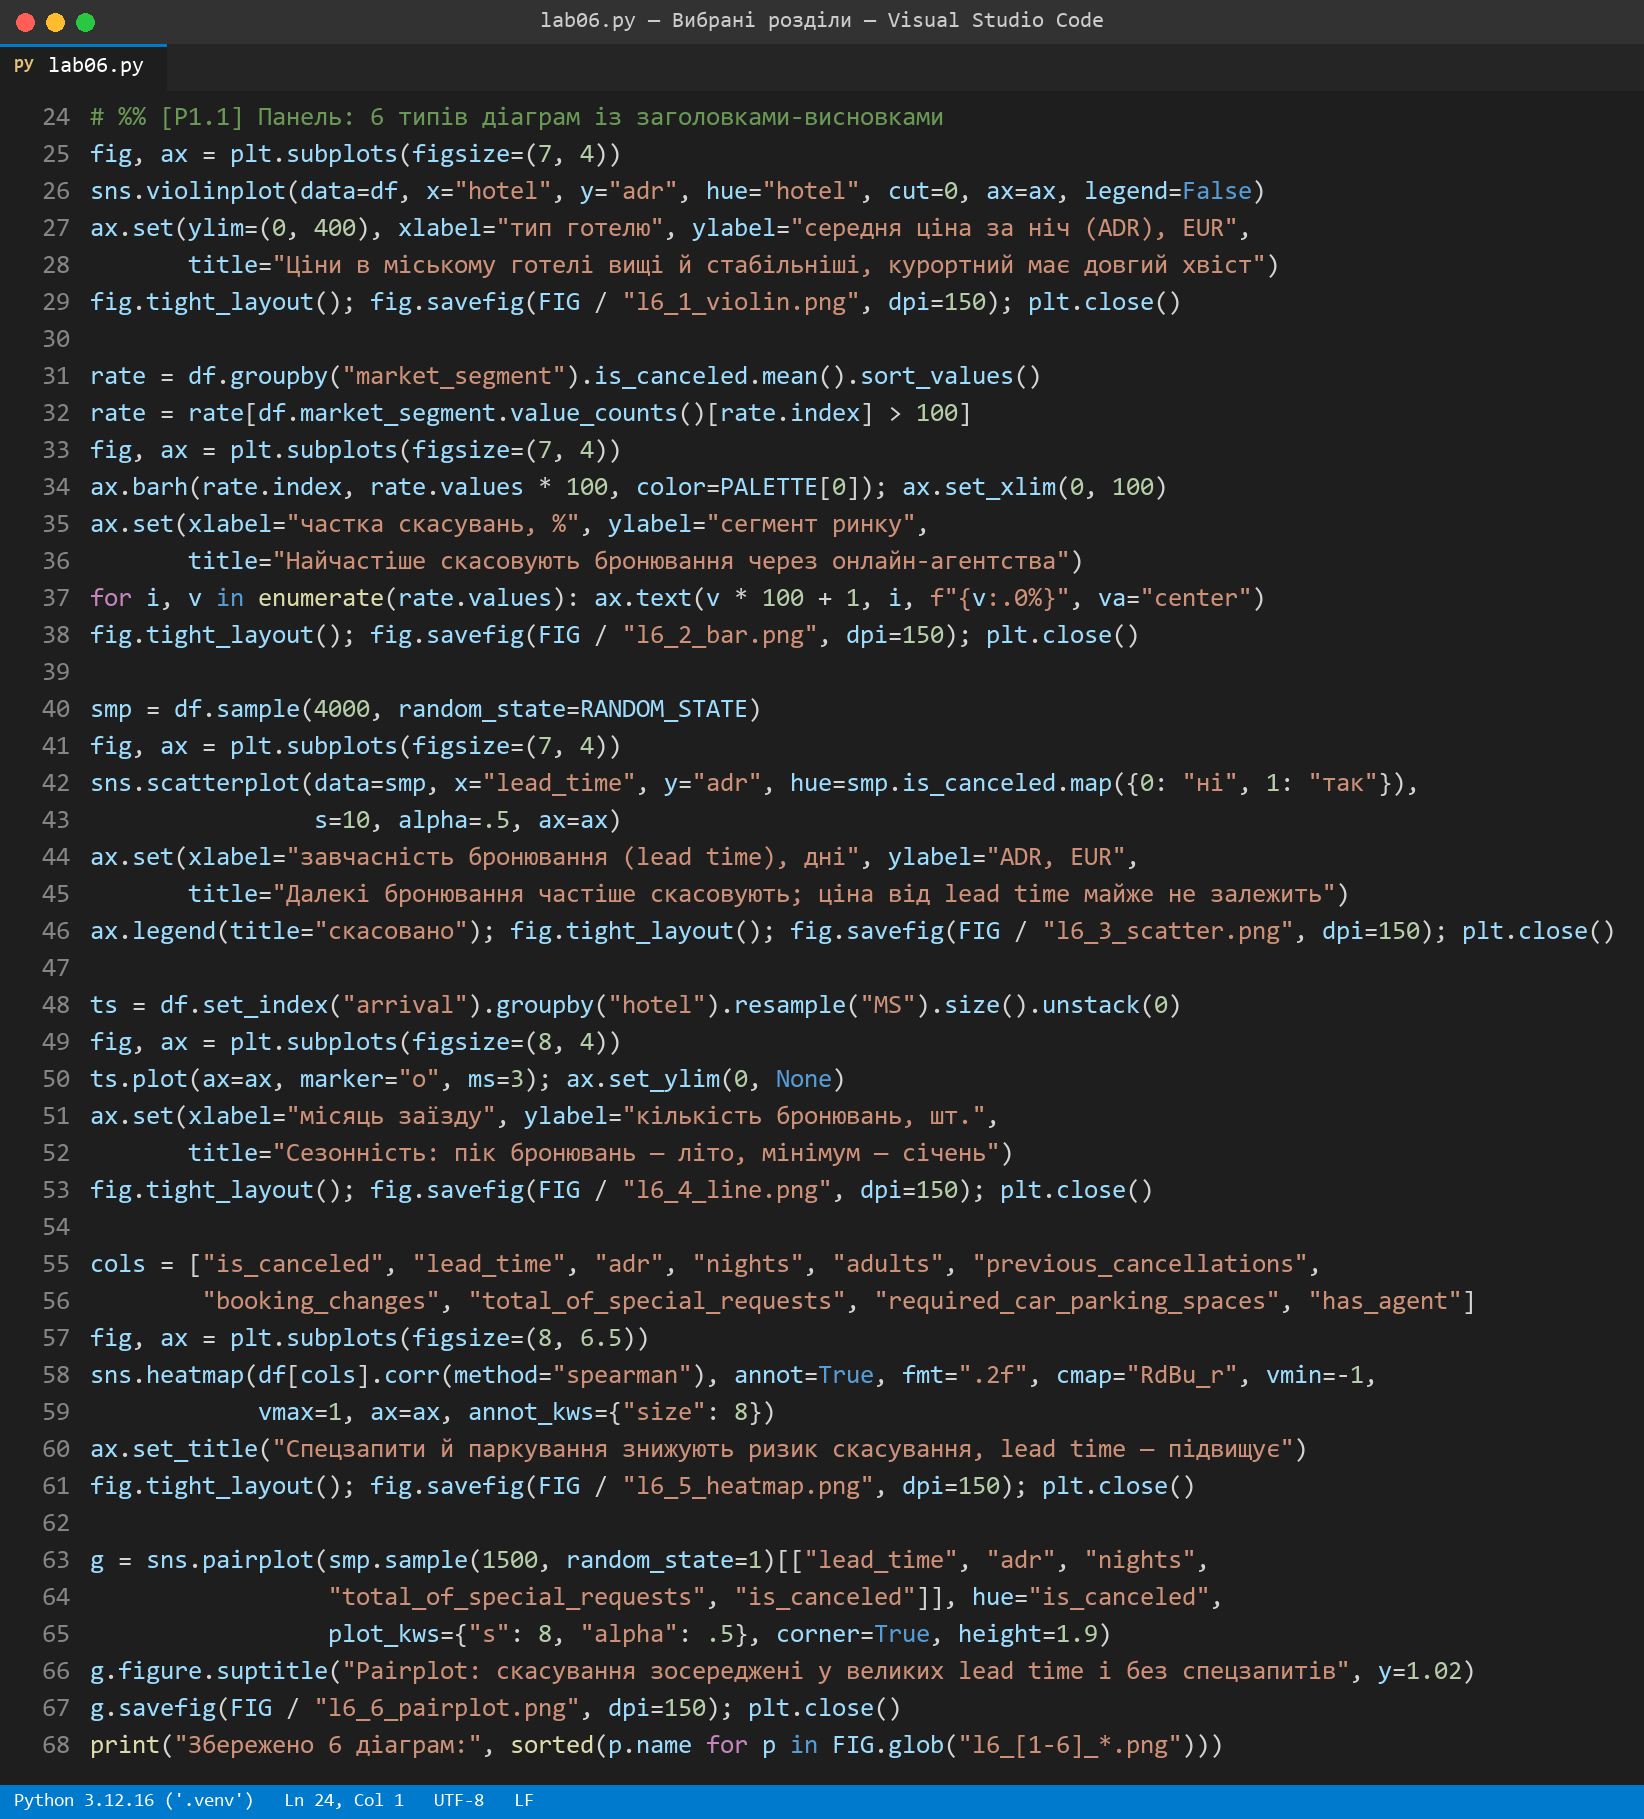 lab06.py — Вибрані розділи — Visual Studio Code
py lab06.py
24 # %% [P1.1] Панель: 6 типів діаграм із заголовками-висновками
25 fig, ax = plt.subplots(figsize=(7, 4))
26 sns.violinplot(data=df, x="hotel", y="adr", hue="hotel", cut=0, ax=ax, legend=False)
27 ax.set(ylim=(0, 400), xlabel="тип готелю", ylabel="середня ціна за ніч (ADR), EUR",
28        title="Ціни в міському готелі вищі й стабільніші, курортний має довгий хвіст")
29 fig.tight_layout(); fig.savefig(FIG / "l6_1_violin.png", dpi=150); plt.close()
30
31 rate = df.groupby("market_segment").is_canceled.mean().sort_values()
32 rate = rate[df.market_segment.value_counts()[rate.index] > 100]
33 fig, ax = plt.subplots(figsize=(7, 4))
34 ax.barh(rate.index, rate.values * 100, color=PALETTE[0]); ax.set_xlim(0, 100)
35 ax.set(xlabel="частка скасувань, %", ylabel="сегмент ринку",
36        title="Найчастіше скасовують бронювання через онлайн-агентства")
37 for i, v in enumerate(rate.values): ax.text(v * 100 + 1, i, f"{v:.0%}", va="center")
38 fig.tight_layout(); fig.savefig(FIG / "l6_2_bar.png", dpi=150); plt.close()
39
40 smp = df.sample(4000, random_state=RANDOM_STATE)
41 fig, ax = plt.subplots(figsize=(7, 4))
42 sns.scatterplot(data=smp, x="lead_time", y="adr", hue=smp.is_canceled.map({0: "ні", 1: "так"}),
43                 s=10, alpha=.5, ax=ax)
44 ax.set(xlabel="завчасність бронювання (lead time), дні", ylabel="ADR, EUR",
45        title="Далекі бронювання частіше скасовують; ціна від lead time майже не залежить")
46 ax.legend(title="скасовано"); fig.tight_layout(); fig.savefig(FIG / "l6_3_scatter.png", dpi=150); plt.close()
47
48 ts = df.set_index("arrival").groupby("hotel").resample("MS").size().unstack(0)
49 fig, ax = plt.subplots(figsize=(8, 4))
50 ts.plot(ax=ax, marker="o", ms=3); ax.set_ylim(0, None)
51 ax.set(xlabel="місяць заїзду", ylabel="кількість бронювань, шт.",
52        title="Сезонність: пік бронювань — літо, мінімум — січень")
53 fig.tight_layout(); fig.savefig(FIG / "l6_4_line.png", dpi=150); plt.close()
54
55 cols = ["is_canceled", "lead_time", "adr", "nights", "adults", "previous_cancellations",
56         "booking_changes", "total_of_special_requests", "required_car_parking_spaces", "has_agent"]
57 fig, ax = plt.subplots(figsize=(8, 6.5))
58 sns.heatmap(df[cols].corr(method="spearman"), annot=True, fmt=".2f", cmap="RdBu_r", vmin=-1,
59             vmax=1, ax=ax, annot_kws={"size": 8})
60 ax.set_title("Спецзапити й паркування знижують ризик скасування, lead time — підвищує")
61 fig.tight_layout(); fig.savefig(FIG / "l6_5_heatmap.png", dpi=150); plt.close()
62
63 g = sns.pairplot(smp.sample(1500, random_state=1)[["lead_time", "adr", "nights",
64                  "total_of_special_requests", "is_canceled"]], hue="is_canceled",
65                  plot_kws={"s": 8, "alpha": .5}, corner=True, height=1.9)
66 g.figure.suptitle("Pairplot: скасування зосереджені у великих lead time і без спецзапитів", y=1.02)
67 g.savefig(FIG / "l6_6_pairplot.png", dpi=150); plt.close()
68 print("Збережено 6 діаграм:", sorted(p.name for p in FIG.glob("l6_[1-6]_*.png")))
Python 3.12.16 ('.venv') Ln 24, Col 1 UTF-8 LF